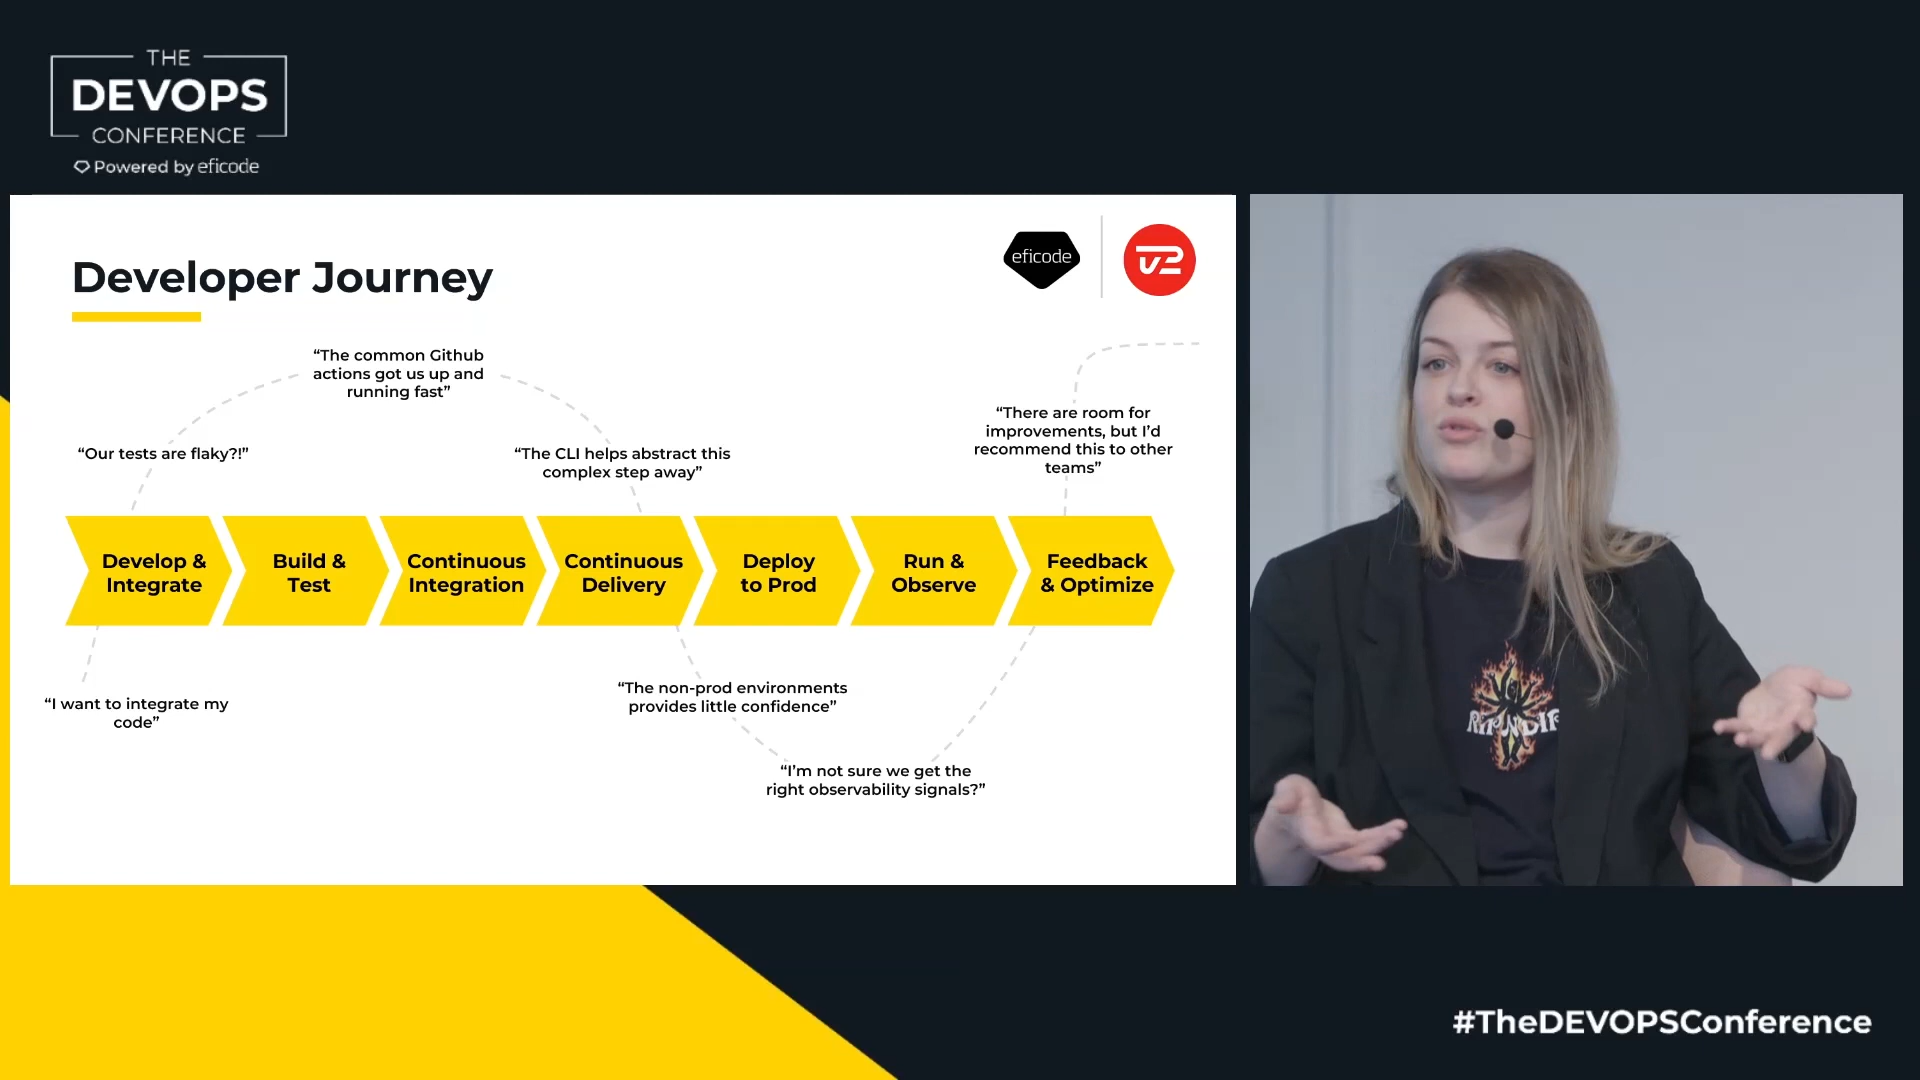 THE
DEVOPS
CONFERENCE
Powered by eficode
Developer Journey
eficode
“The common Github
actions got us up and
running fast”
“There are room for
improvements, but I’d
recommend this to other
teams”
“Our tests are flaky?!”
“The CLI helps abstract this
complex step away”
Develop &
Integrate
Build &
Test
Continuous
Integration
Continuous
Delivery
Deploy
to Prod
Run &
Observe
Feedback
& Optimize
“I want to integrate my
code”
“The non-prod environments
provides little confidence”
“I’m not sure we get the
right observability signals?”
#TheDEVOPSConference